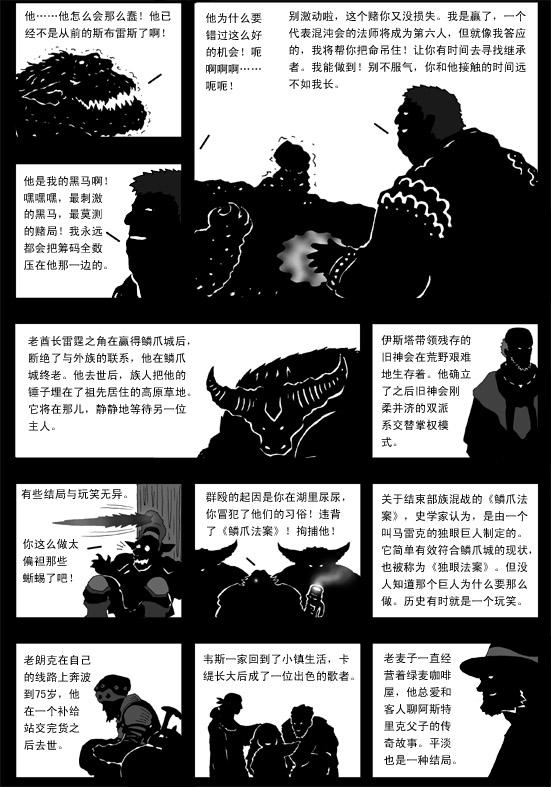 他……他怎么会那么蠢！他已
经不是从前的斯布雷斯了啊！
他为什么要
错过这么好
的机会！呃
啊啊啊……
呃呃！
别激动啦，这个赌你又没损失。我是赢了，一个
代表混沌会的法师将成为第六人，但就像我答应
的，我将帮你把命吊住！让你有时间去寻找继承
者。我能做到！别不服气，你和他接触的时间远
不如我长。
他是我的黑马啊！
嘿嘿嘿，最刺激
的黑马，最莫测
的赌局！我永远
都会把筹码全数
压在他那一边的。
老酋长雷霆之角在赢得鳞爪城后，
断绝了与外族的联系，他在鳞爪
城终老。他去世后，族人把他的
锤子埋在了祖先居住的高原草地。
它将在那儿，静静地等待另一位
主人。
伊斯塔带领残存的
旧神会在荒野艰难
地生存着。他确立
了之后旧神会刚
柔并济的双派
系交替掌权模
式。
有些结局与玩笑无异。
你这么做太
偏袒那些
蜥蜴了吧！
群殴的起因是你在湖里尿尿，
你冒犯了他们的习俗！违背
了《鳞爪法案》！拘捕他！
关于结束部族混战的《鳞爪法
案》，史学家认为，是由一个
叫马雷克的独眼巨人制定的。
它简单有效符合鳞爪城的现状，
也被称为《独眼法案》。但没
人知道那个巨人为什么要那么
做。历史有时就是一个玩笑。
老朗克在自己
的线路上奔波
到75岁，他
在一个补给
站交完货之
后去世。
韦斯一家回到了小镇生活，卡
缇长大后成了一位出色的歌者。
老麦子一直经
营着绿麦咖啡
屋，他总爱和
客人聊阿斯特
里克父子的传
奇故事。平淡
也是一种结局。